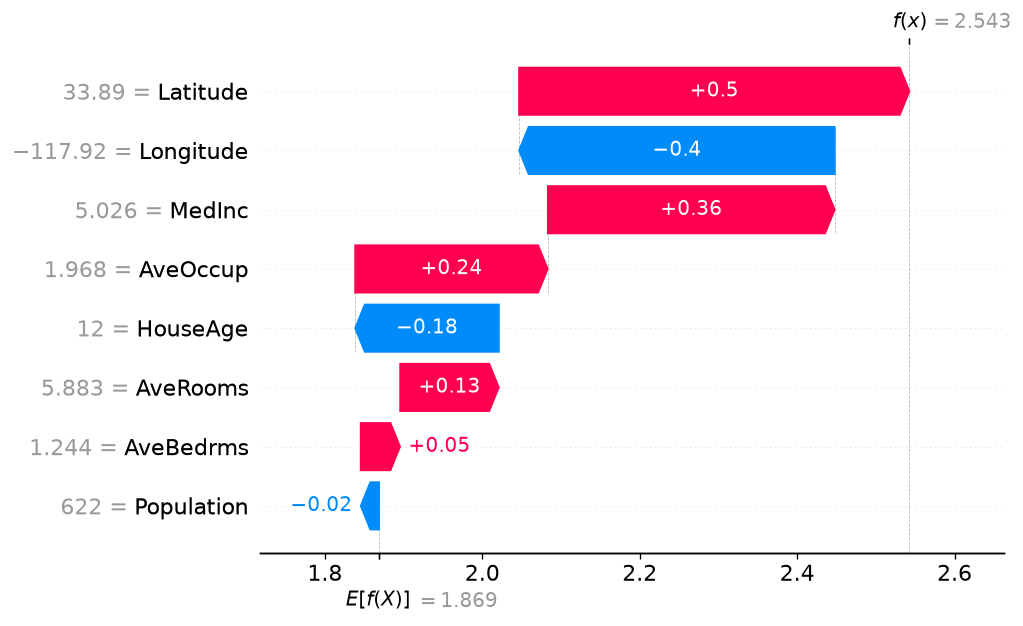 f(x) = 2.543
33.89 = Latitude
+0.5
−117.92 = Longitude
−0.4
5.026 = MedInc
+0.36
1.968 = AveOccup
+0.24
12 = HouseAge
−0.18
5.883 = AveRooms
+0.13
1.244 = AveBedrms
+0.05
622 = Population
−0.02
1.8 2.0 2.2 2.4 2.6
E[f(X)] = 1.869